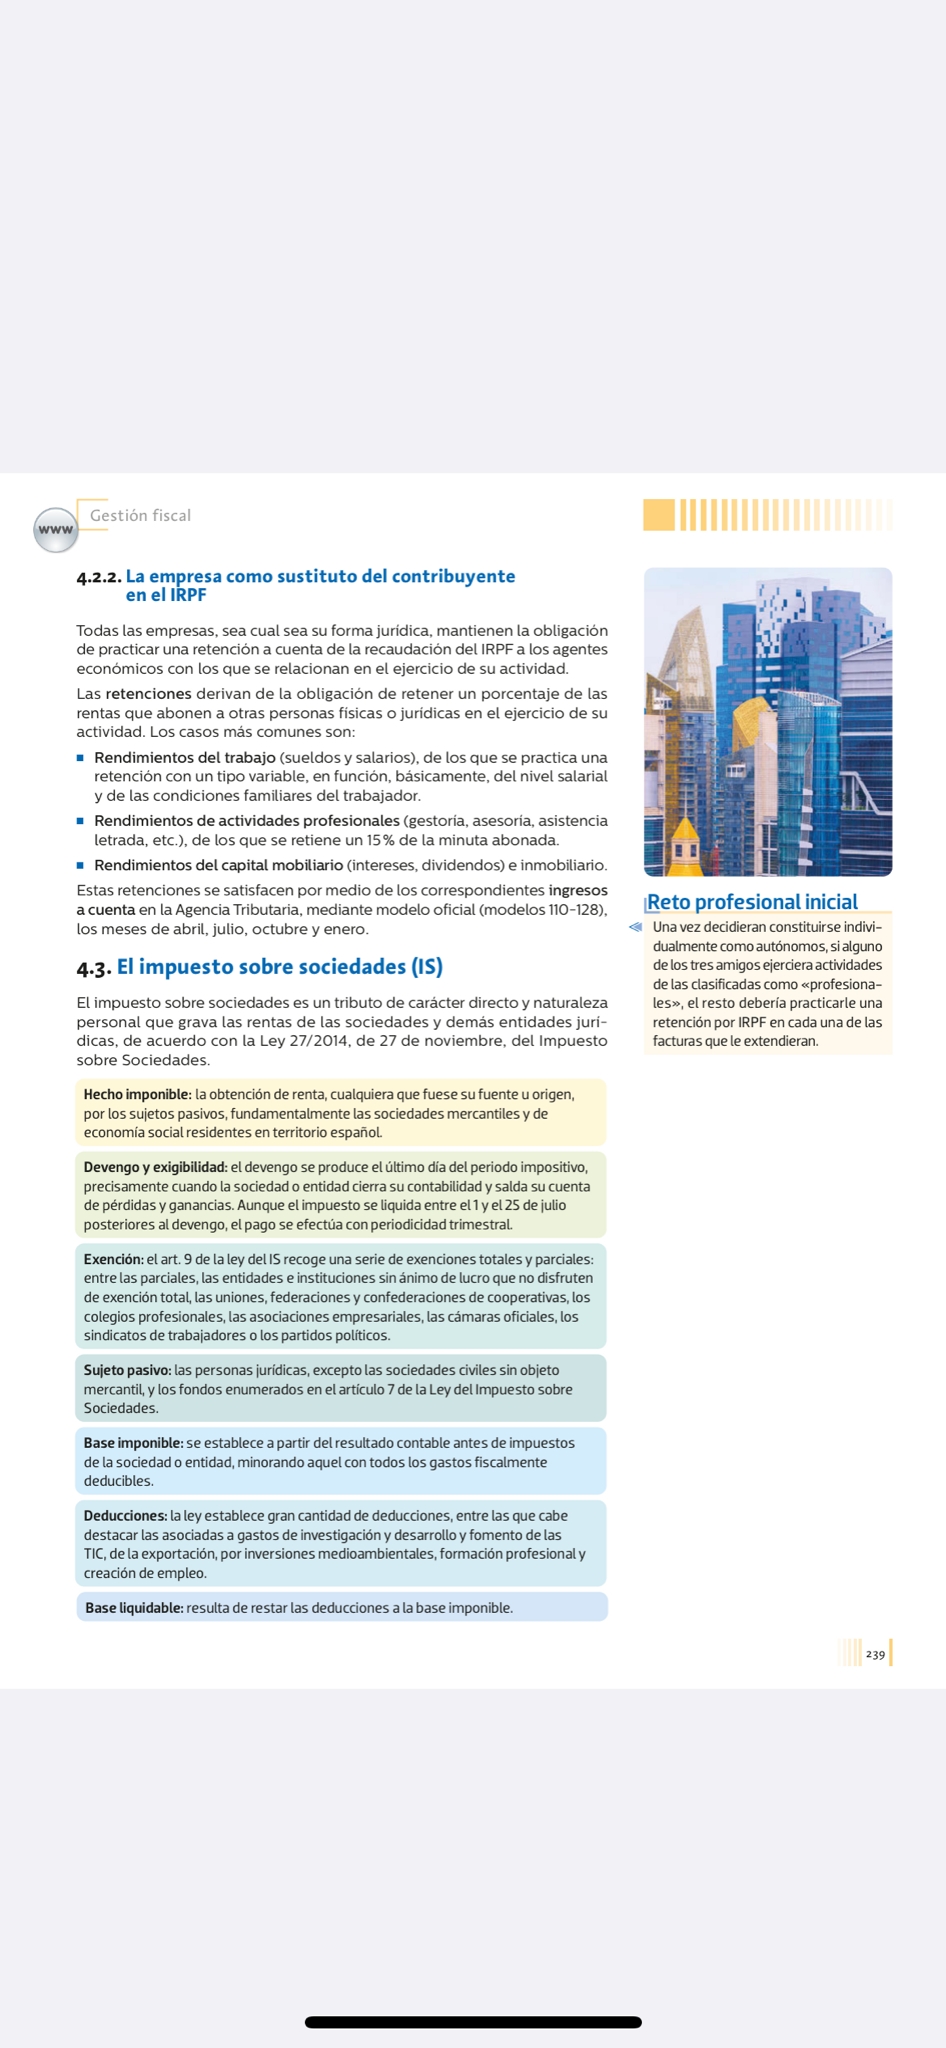 www
Gestión fiscal
4.2.2. La empresa como sustituto del contribuyente
en el IRPF
Todas las empresas, sea cual sea su forma jurídica, mantienen la obligación
de practicar una retención a cuenta de la recaudación del IRPF a los agentes
económicos con los que se relacionan en el ejercicio de su actividad.
Las retenciones derivan de la obligación de retener un porcentaje de las
rentas que abonen a otras personas físicas o jurídicas en el ejercicio de su
actividad. Los casos más comunes son:
Rendimientos del trabajo (sueldos y salarios), de los que se practica una
retención con un tipo variable, en función, básicamente, del nivel salarial
y de las condiciones familiares del trabajador.
Rendimientos de actividades profesionales (gestoría, asesoría, asistencia
letrada, etc.), de los que se retiene un 15 % de la minuta abonada.
Rendimientos del capital mobiliario (intereses, dividendos) e inmobiliario.
Estas retenciones se satisfacen por medio de los correspondientes ingresos
a cuenta en la Agencia Tributaria, mediante modelo oficial (modelos 110-128),
los meses de abril, julio, octubre y enero.
4.3. El impuesto sobre sociedades (IS)
El impuesto sobre sociedades es un tributo de carácter directo y naturaleza
personal que grava las rentas de las sociedades y demás entidades jurí-
dicas, de acuerdo con la Ley 27/2014, de 27 de noviembre, del Impuesto
sobre Sociedades.
Hecho imponible: la obtención de renta, cualquiera que fuese su fuente u origen,
por los sujetos pasivos, fundamentalmente las sociedades mercantiles y de
economía social residentes en territorio español.
Devengo y exigibilidad: el devengo se produce el último día del periodo impositivo,
precisamente cuando la sociedad o entidad cierra su contabilidad y salda su cuenta
de pérdidas y ganancias. Aunque el impuesto se liquida entre el 1 y el 25 de julio
posteriores al devengo, el pago se efectúa con periodicidad trimestral.
Exención: el art. 9 de la ley del IS recoge una serie de exenciones totales y parciales:
entre las parciales, las entidades e instituciones sin ánimo de lucro que no disfruten
de exención total, las uniones, federaciones y confederaciones de cooperativas, los
colegios profesionales, las asociaciones empresariales, las cámaras oficiales, los
sindicatos de trabajadores o los partidos políticos.
Sujeto pasivo: las personas jurídicas, excepto las sociedades civiles sin objeto
mercantil, y los fondos enumerados en el artículo 7 de la Ley del Impuesto sobre
Sociedades.
Base imponible: se establece a partir del resultado contable antes de impuestos
de la sociedad o entidad, minorando aquel con todos los gastos fiscalmente
deducibles.
Deducciones: la ley establece gran cantidad de deducciones, entre las que cabe
destacar las asociadas a gastos de investigación y desarrollo y fomento de las
TIC, de la exportación, por inversiones medioambientales, formación profesional y
creación de empleo.
Base liquidable: resulta de restar las deducciones a la base imponible.
Reto profesional inicial
Una vez decidieran constituirse indivi-
dualmente como autónomos, si alguno
de los tres amigos ejerciera actividades
de las clasificadas como «profesiona-
les», el resto debería practicarle una
retención por IRPF en cada una de las
facturas que le extendieran.
239